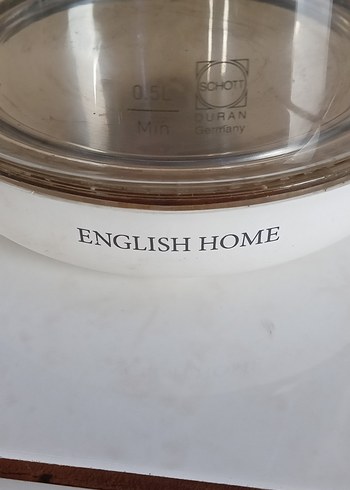 0.5L
Min
SCHOTT
DURAN
Germany
ENGLISH HOME